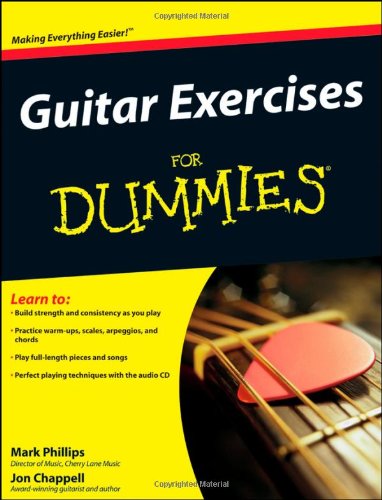 Copyrighted Material
Making Everything Easier!™
Guitar Exercises
FOR
DUMMIES®
Learn to:
• Build strength and consistency as you play
• Practice warm-ups, scales, arpeggios, and
chords
• Play full-length pieces and songs
• Perfect playing techniques with the audio CD
Mark Phillips
Director of Music, Cherry Lane Music
Jon Chappell
Award-winning guitarist and author
Copyrighted Material